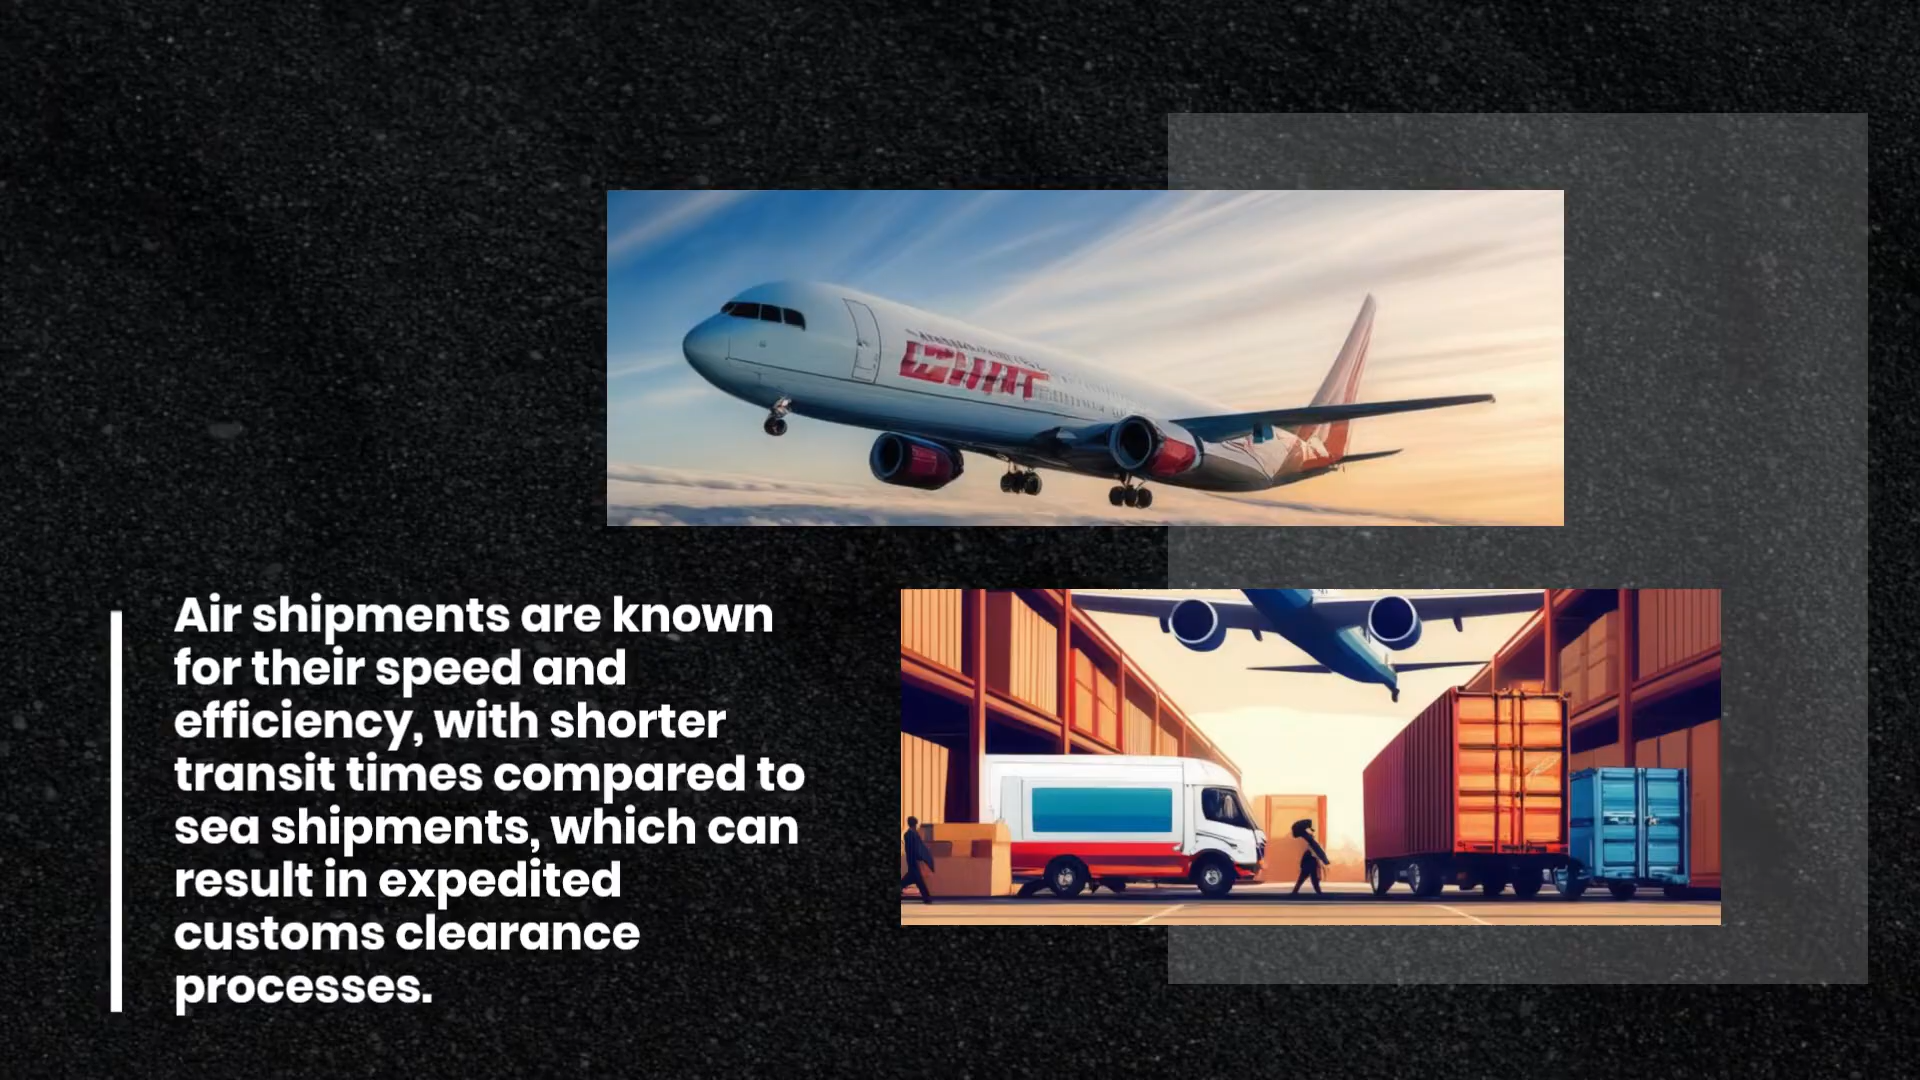 Air shipments are known
for their speed and
efficiency, with shorter
transit times compared to
sea shipments, which can
result in expedited
customs clearance
processes.